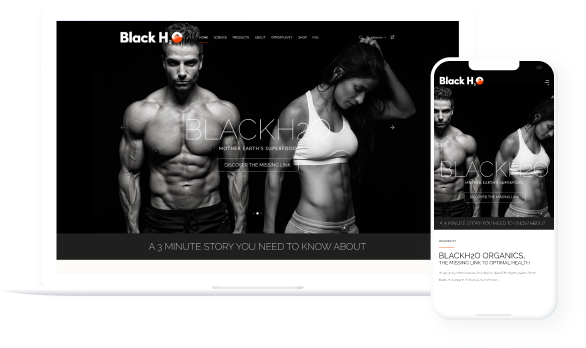 Black H2O
HOME SCIENCE PRODUCTS ABOUT OPPORTUNITY SHOP
BLACKH2O
MOTHER EARTH'S SUPERFOOD
DISCOVER THE MISSING LINK
A 3 MINUTE STORY YOU NEED TO KNOW ABOUT
Black H2O
BLACKH2O
MOTHER EARTH'S SUPERFOOD
DISCOVER THE MISSING LINK
A 3 MINUTE STORY YOU NEED TO KNOW ABOUT
BLACKH2O ORGANICS,
THE MISSING LINK TO OPTIMAL HEALTH